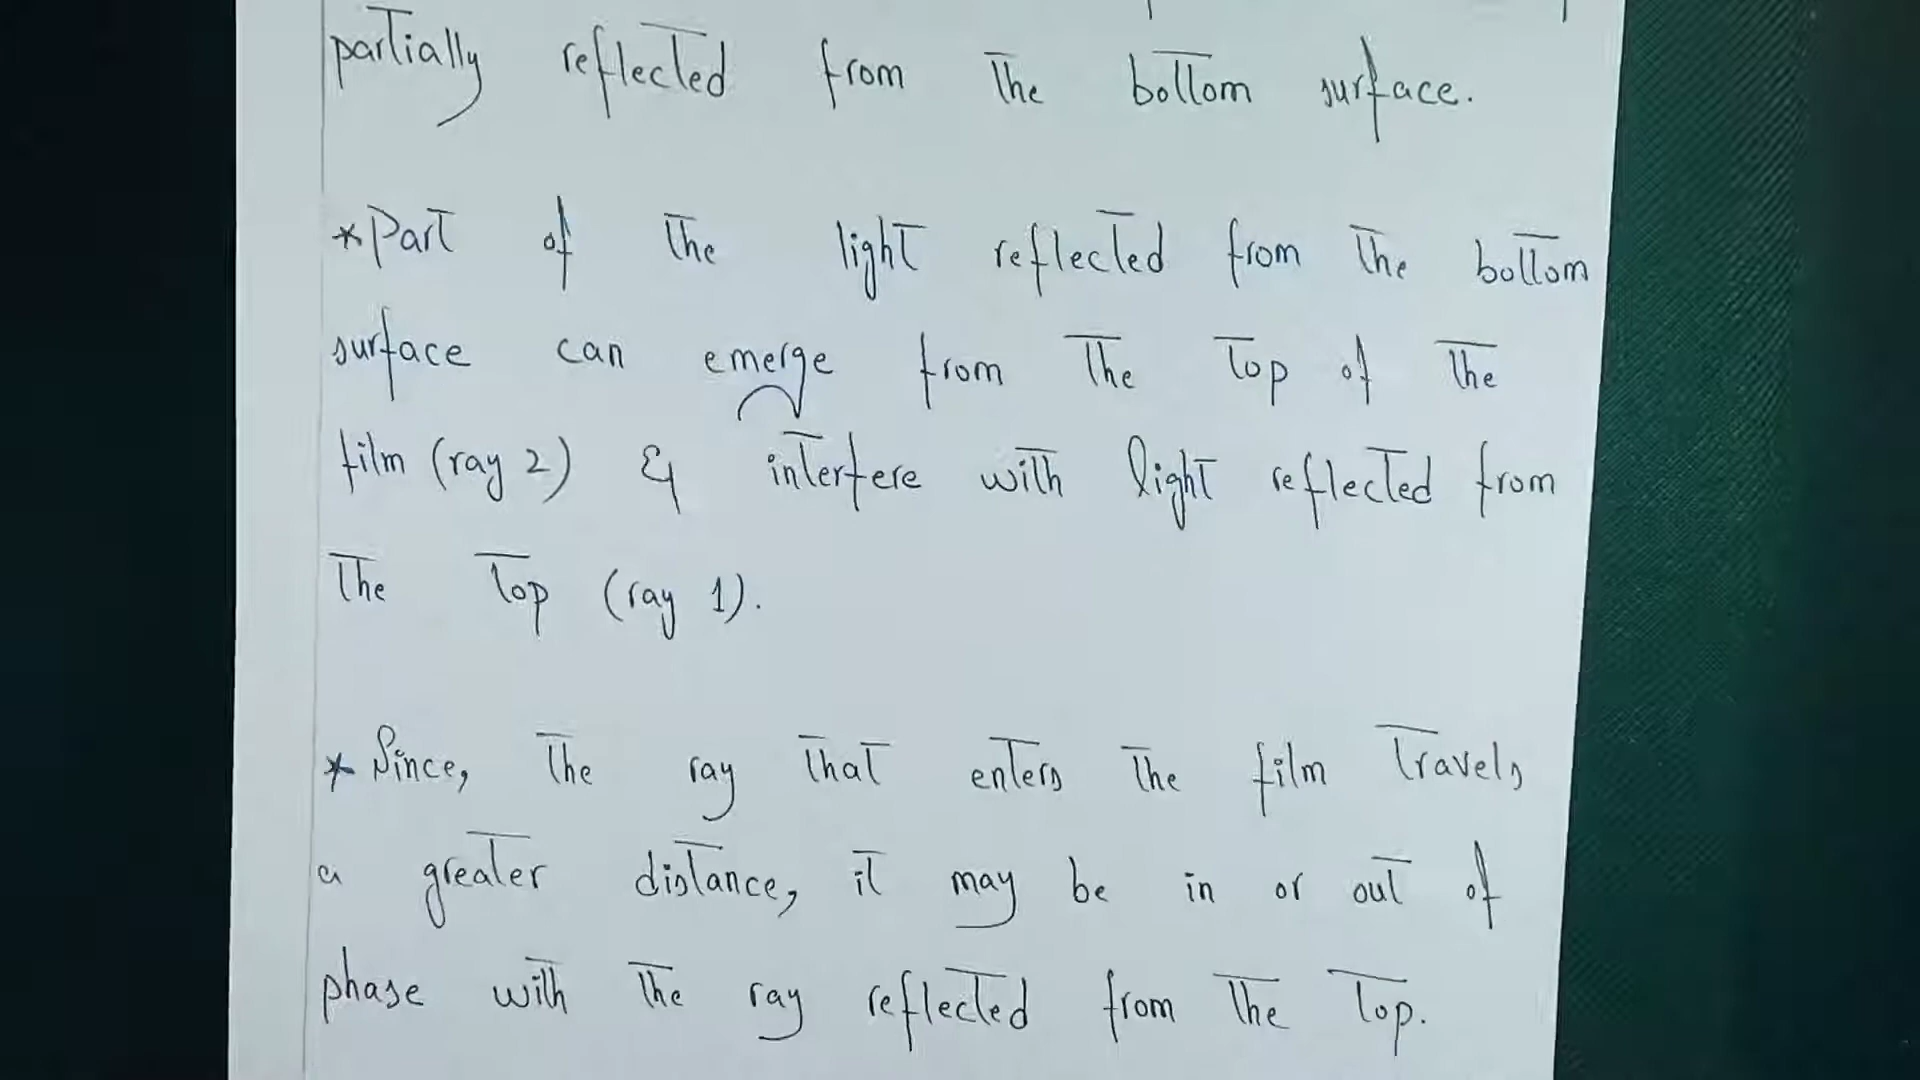 partially reflected from the bottom surface.
*Part of the light reflected from the bottom
surface can emerge from the top of the
film (ray 2) & interfere with light reflected from
the top (ray 1).
* Since, the ray that enters the film travels
a greater distance, it may be in or out of
phase with the ray reflected from the top.